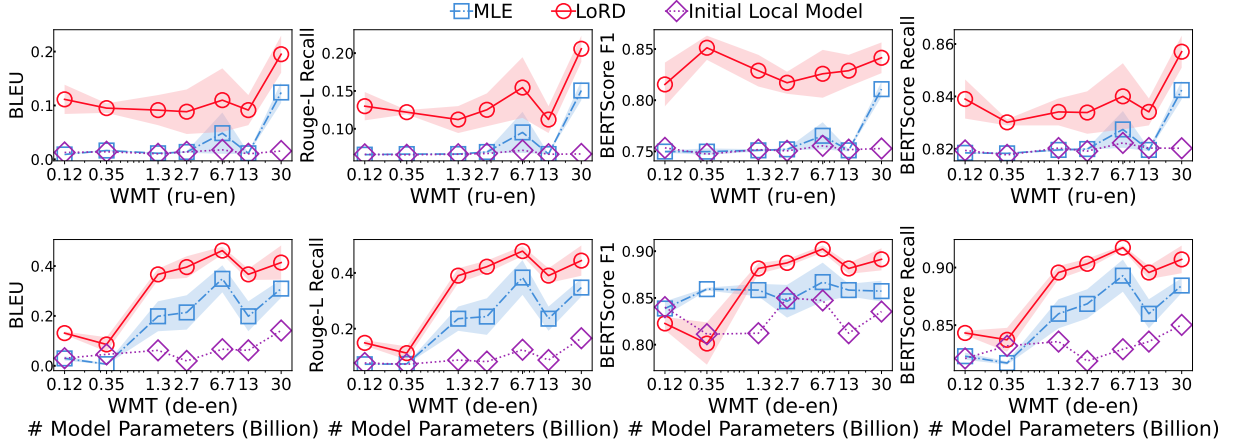 MLE LoRD Initial Local Model
BLEU
0.2
0.1
0.0
0.12 0.35 1.3 2.7 6.7 13 30
WMT (ru-en)
Rouge-L Recall
0.20
0.15
0.10
0.12 0.35 1.3 2.7 6.7 13 30
WMT (ru-en)
BERTScore F1
0.85
0.80
0.75
0.12 0.35 1.3 2.7 6.7 13 30
WMT (ru-en)
BERTScore Recall
0.86
0.84
0.82
0.12 0.35 1.3 2.7 6.7 13 30
WMT (ru-en)
BLEU
0.4
0.2
0.0
0.12 0.35 1.3 2.7 6.7 13 30
WMT (de-en)
# Model Parameters (Billion)
Rouge-L Recall
0.4
0.2
0.12 0.35 1.3 2.7 6.7 13 30
WMT (de-en)
# Model Parameters (Billion)
BERTScore F1
0.90
0.85
0.80
0.12 0.35 1.3 2.7 6.7 13 30
WMT (de-en)
# Model Parameters (Billion)
BERTScore Recall
0.90
0.85
0.12 0.35 1.3 2.7 6.7 13 30
WMT (de-en)
# Model Parameters (Billion)